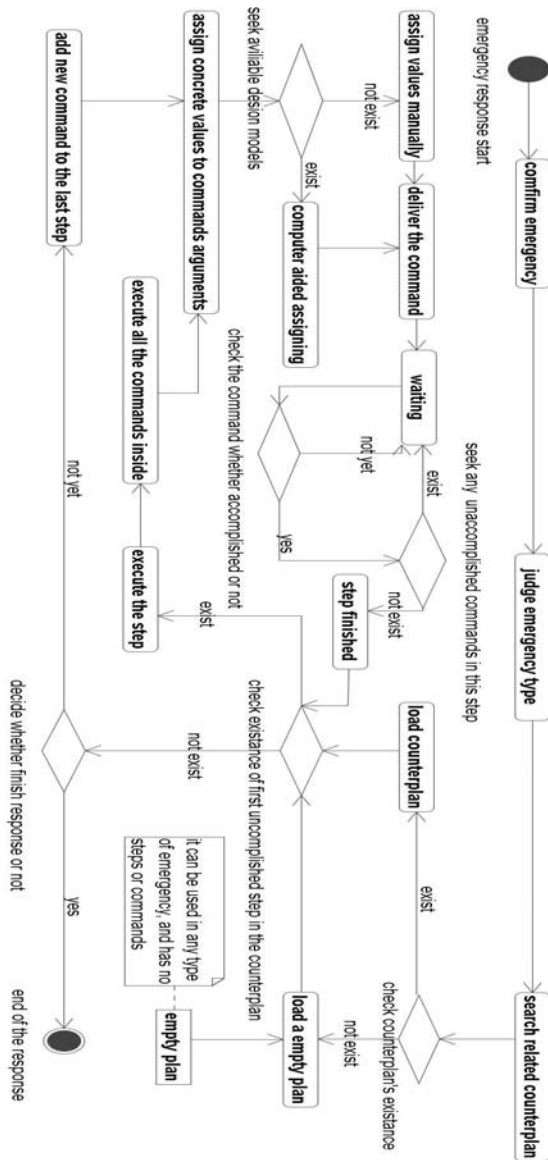 emergency response start
comfirm emergency
judge emergency type
search related counterplan
check counterplan's existance
exist
not exist
load counterplan
load a empty plan
empty plan
it can be used in any type
of emergency, and has no
steps or commands
check existance of first uncomplished step in the counterplan
exist
not exist
execute the step
execute all the commands inside
assign concrete values to commands arguments
seek aviliable desion models
not exist
exist
assign values manually
computer aided assigning
deliver the command
waiting
check the command whether accomplished or not
not yet
yes
seek any unaccomplished commands in this step
exist
not exist
step finished
decide whether finish response or not
not yet
yes
add new command to the last step
end of the response